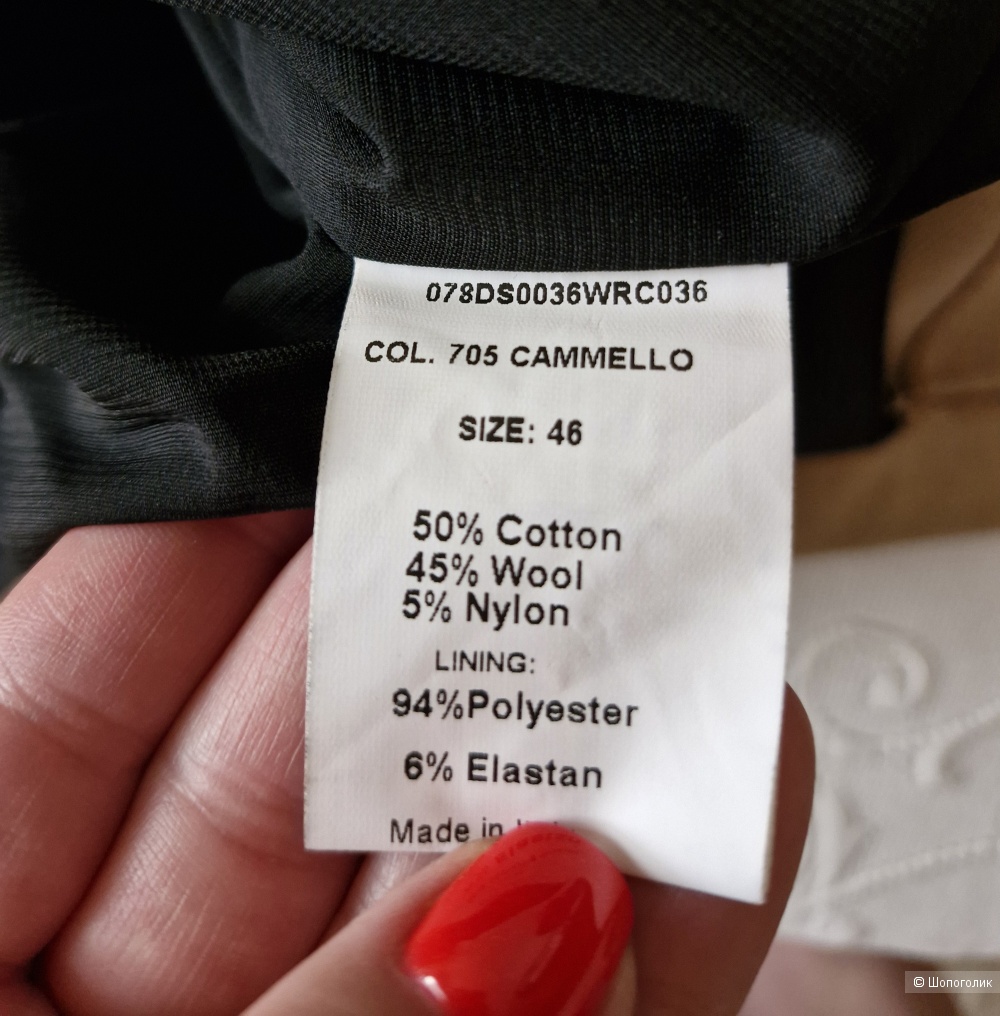 078DS0036WRC036
COL. 705 CAMMELLO
SIZE: 46
50% Cotton
45% Wool
5% Nylon
LINING:
94%Polyester
6% Elastan
Made in
© Шопоголик